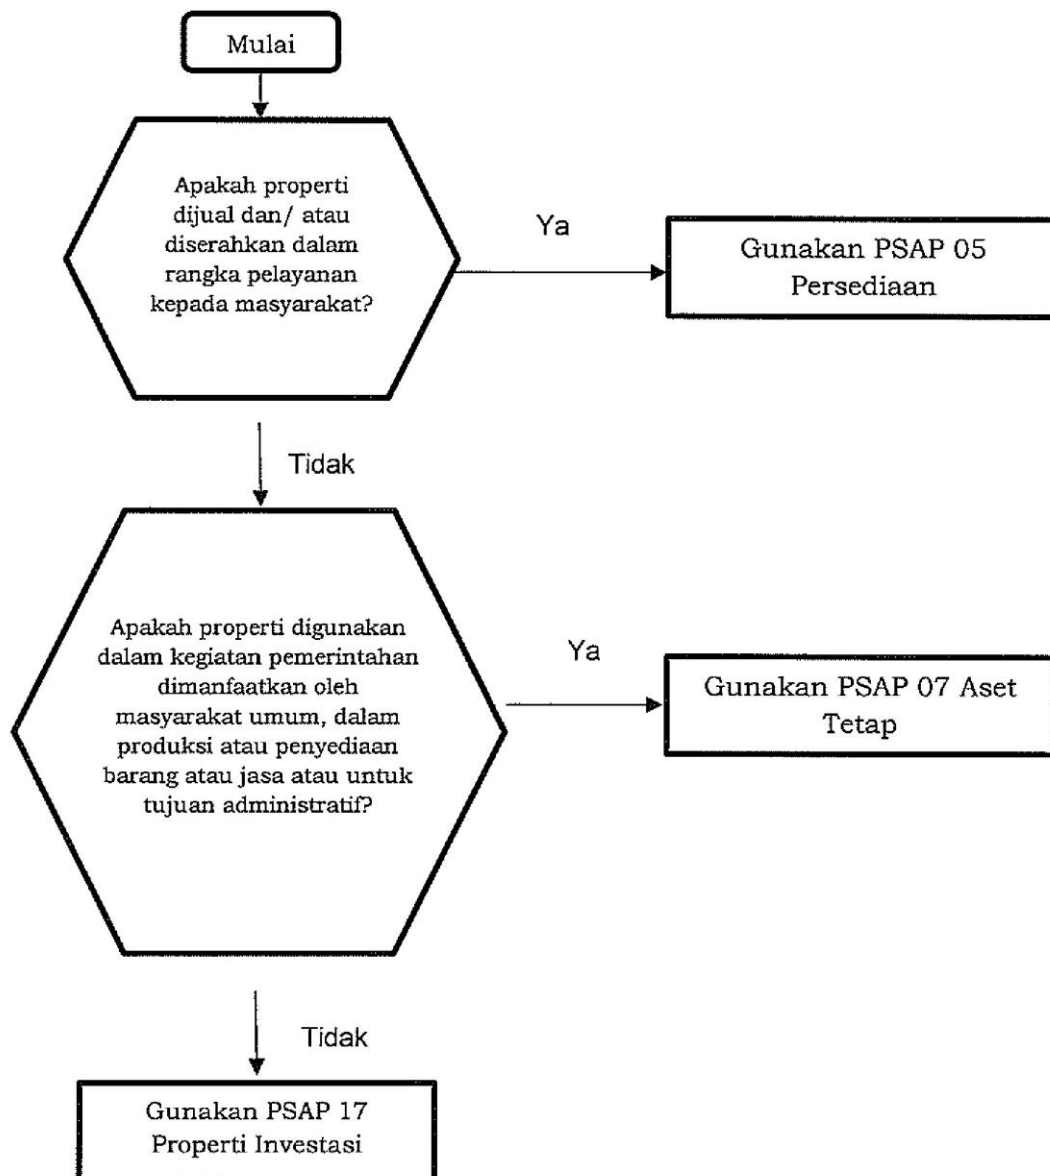 Mulai
Apakah properti
dijual dan/ atau
diserahkan dalam
rangka pelayanan
kepada masyarakat?
Ya
Gunakan PSAP 05
Persediaan
Tidak
Apakah properti digunakan
dalam kegiatan pemerintahan
dimanfaatkan oleh
masyarakat umum, dalam
produksi atau penyediaan
barang atau jasa atau untuk
tujuan administratif?
Ya
Gunakan PSAP 07 Aset
Tetap
Tidak
Gunakan PSAP 17
Properti Investasi